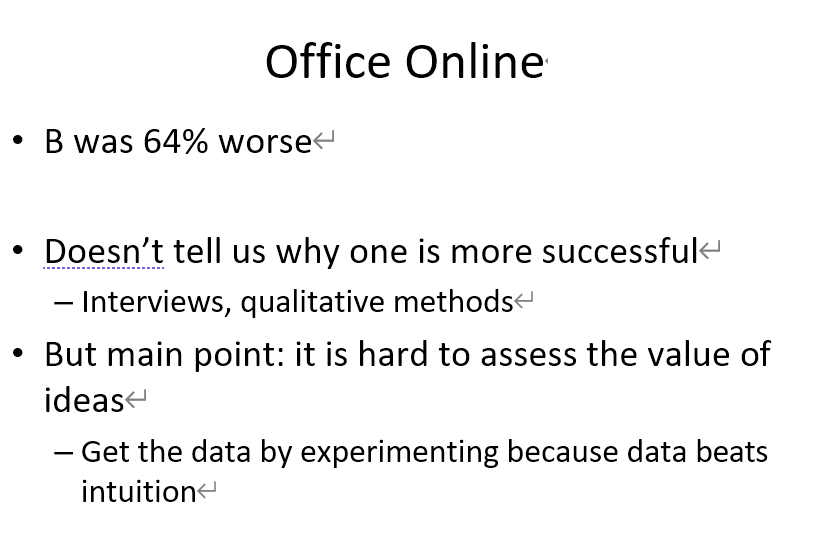 Office Online
• B was 64% worse
• Doesn’t tell us why one is more successful
– Interviews, qualitative methods
• But main point: it is hard to assess the value of
ideas
– Get the data by experimenting because data beats
intuition